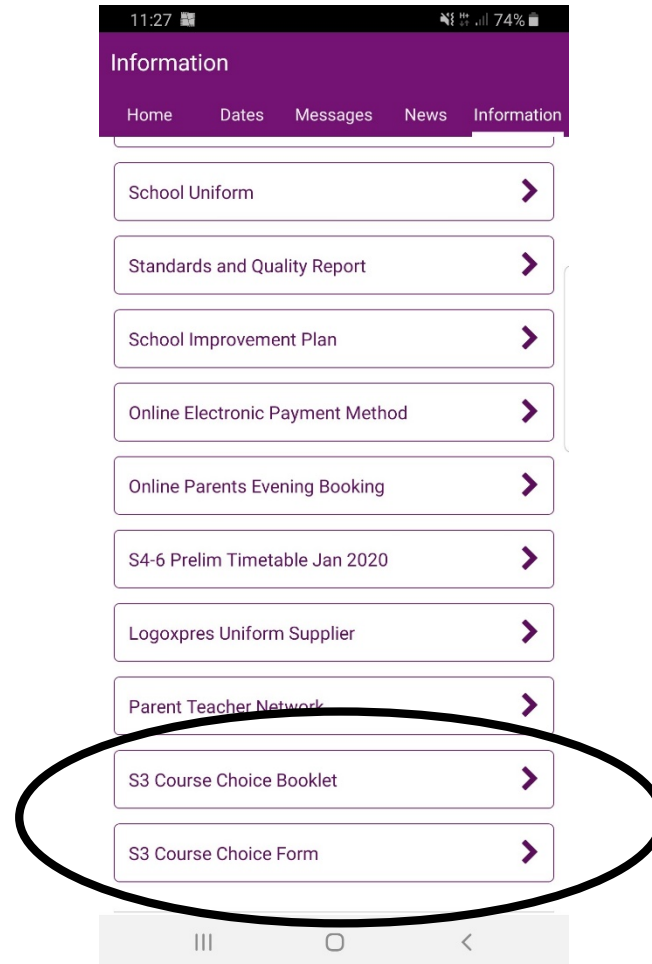 11:27 74%
Information
Home Dates Messages News Information
School Uniform
Standards and Quality Report
School Improvement Plan
Online Electronic Payment Method
Online Parents Evening Booking
S4-6 Prelim Timetable Jan 2020
Logoxpres Uniform Supplier
Parent Teacher Network
S3 Course Choice Booklet
S3 Course Choice Form